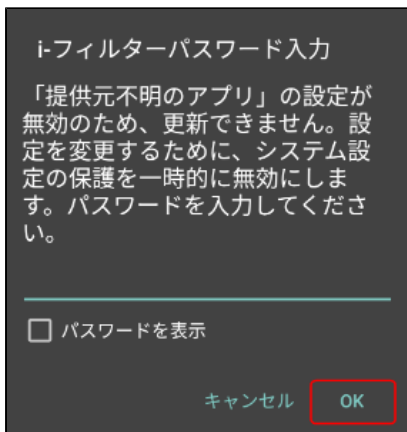 i-フィルターパスワード入力
「提供元不明のアプリ」の設定が
無効のため、更新できません。設
定を変更するために、システム設
定の保護を一時的に無効にしま
す。パスワードを入力してくださ
い。
パスワードを表示
キャンセル OK